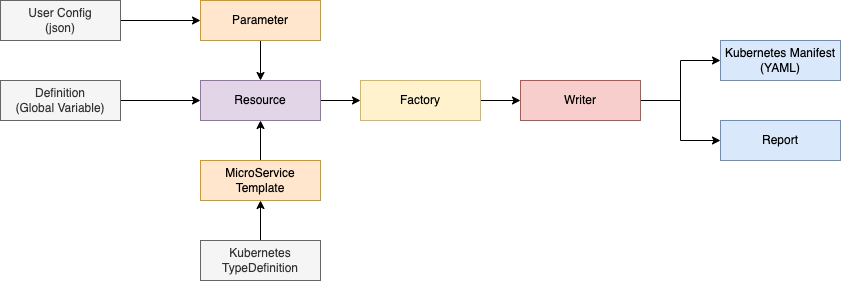 User Config
(json)
Parameter
Kubernetes Manifest
(YAML)
Definition
(Global Variable)
Resource
Factory
Writer
Report
MicroService
Template
Kubernetes
TypeDefinition